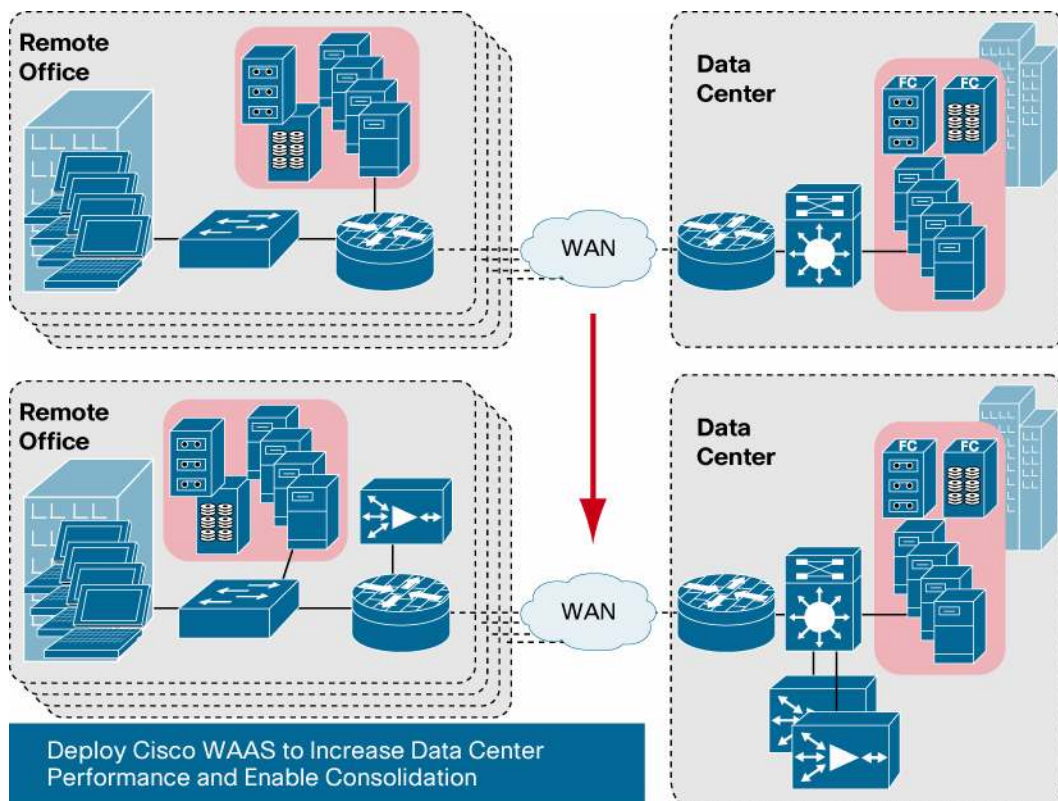 Remote
Office
Data
Center
FC
FC
WAN
Remote
Office
Data
Center
FC
FC
WAN
Deploy Cisco WAAS to Increase Data Center
Performance and Enable Consolidation